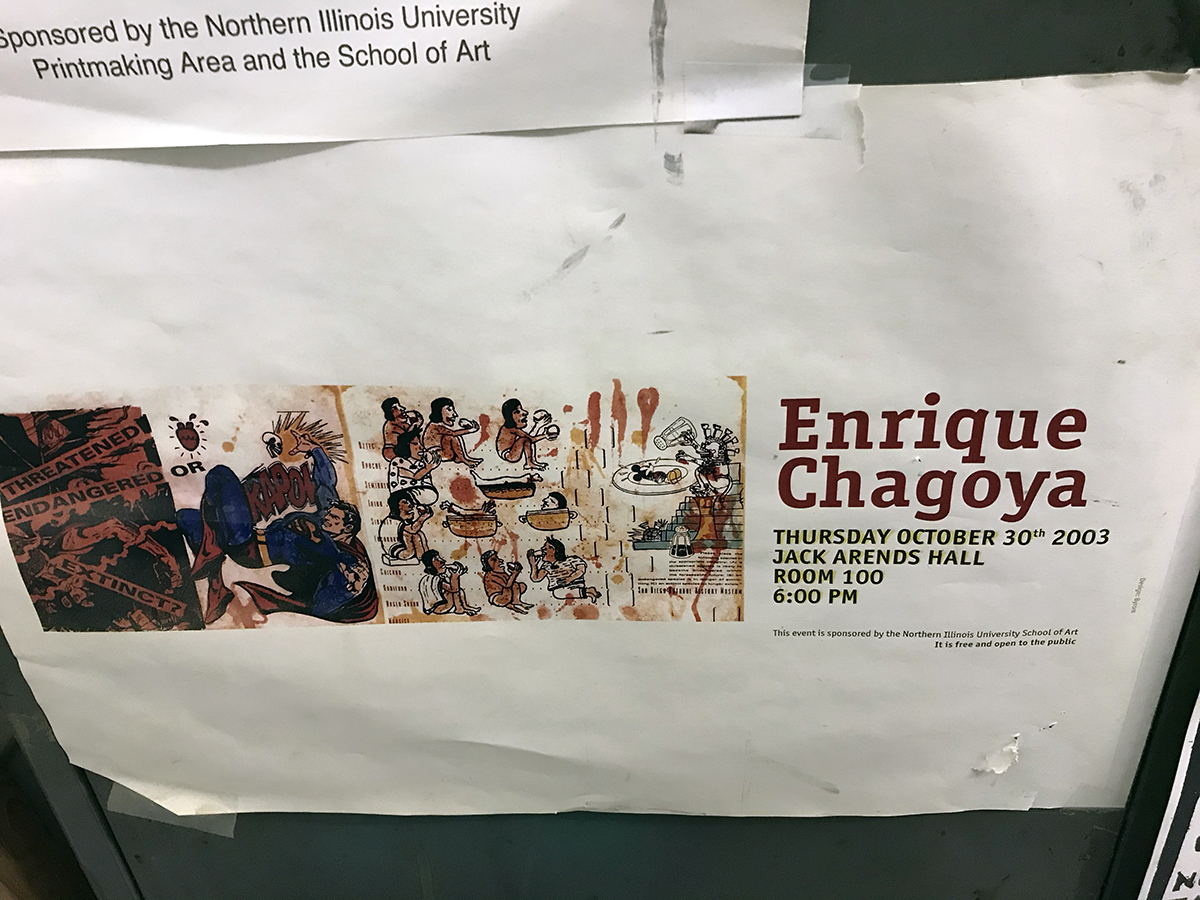 Sponsored by the Northern Illinois University
Printmaking Area and the School of Art
THREATENED
ENDANGERED
EXTINCT?
OR
KAPOW
Enrique
Chagoya
THURSDAY OCTOBER 30th 2003
JACK ARENDS HALL
ROOM 100
6:00 PM
This event is sponsored by the Northern Illinois University School of Art
It is free and open to the public